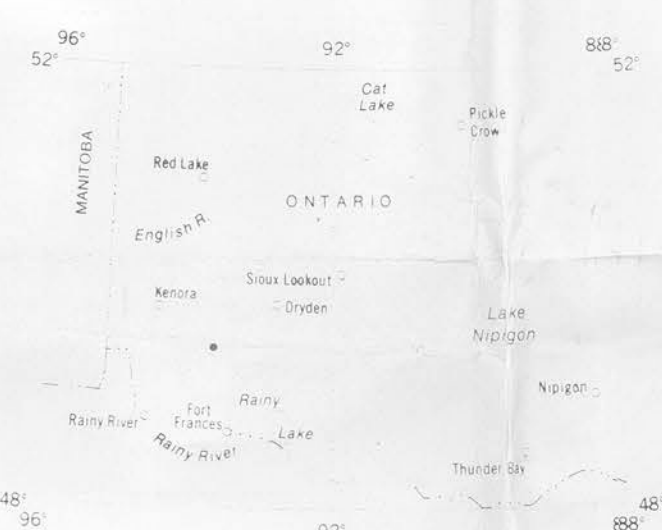 96°
92°
88°
52°
52°
Cat
Lake
Pickle
Crow
MANITOBA
Red Lake
ONTARIO
English R.
Sioux Lookout
Kenora
Dryden
Lake
Nipigon
Nipigon
Rainy
Lake
Fort
Frances
Rainy River
Rainy River
Thunder Bay
48°
48°
96°
92°
88°